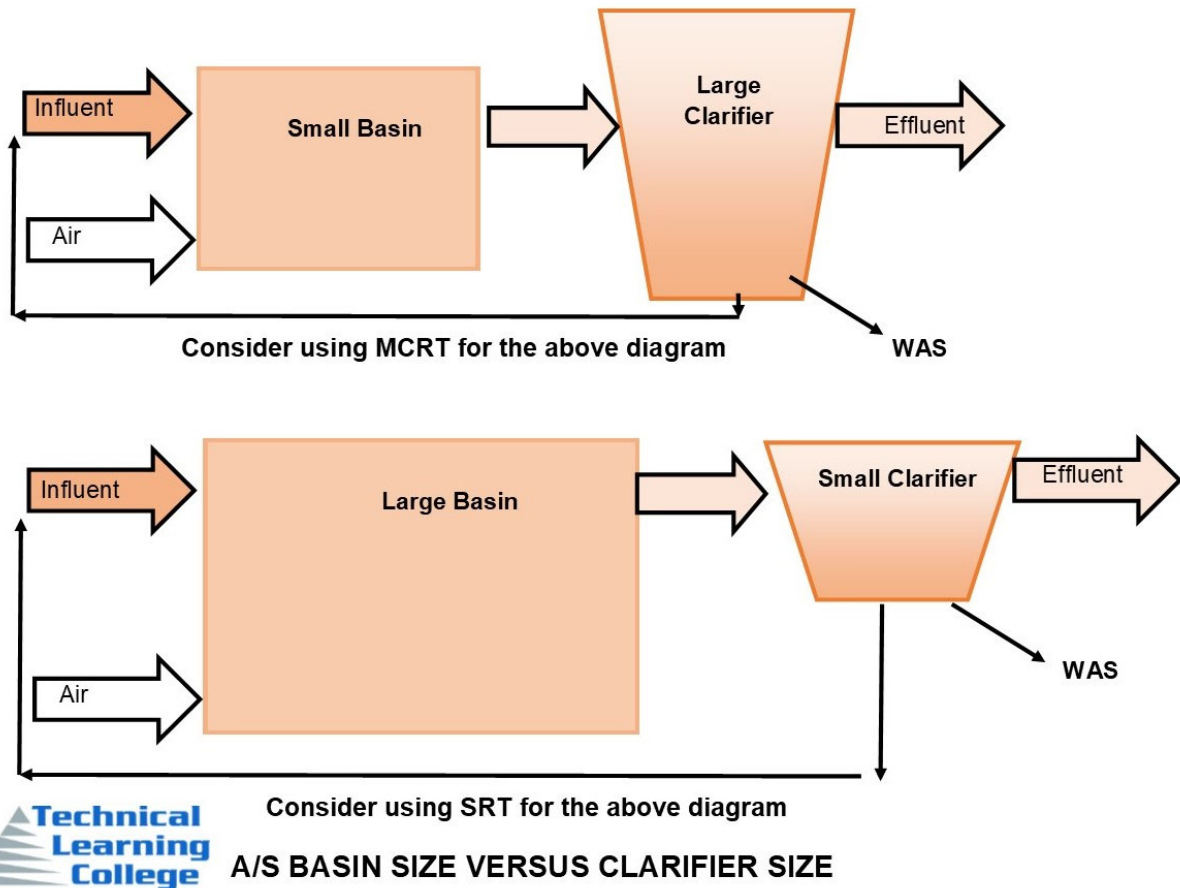 Influent
Small Basin
Large
Clarifier
Effluent
Air
Consider using MCRT for the above diagram
WAS
Influent
Large Basin
Small Clarifier
Effluent
Air
WAS
Consider using SRT for the above diagram
Technical
Learning
College
A/S BASIN SIZE VERSUS CLARIFIER SIZE